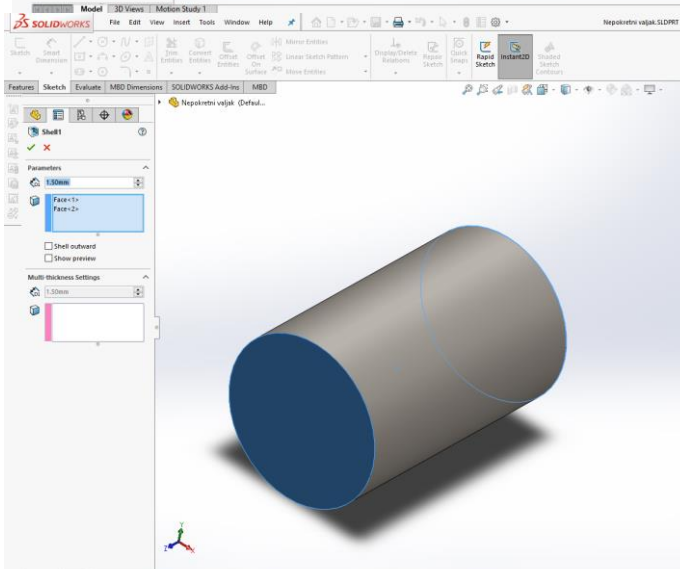 Model 3D Views Motion Study 1
SOLIDWORKS File Edit View Insert Tools Window Help Nepokretni valjak.SLDPRT
Sketch Smart Dimension Trim Entities Convert Entities Offset Entities Offset On Surface Mirror Entities Linear Sketch Pattern Move Entities Display/Delete Relations Repair Sketch Quick Snaps Rapid Sketch Instant2D Shaded Sketch Contours
Features Sketch Evaluate MBD Dimensions SOLIDWORKS Add-Ins MBD
Nepokretni valjak (Defaul...
Shell1
Parameters
1.50mm
Face<1>
Face<2>
Shell outward
Show preview
Multi-thickness Settings
1.50mm
Y
Z X